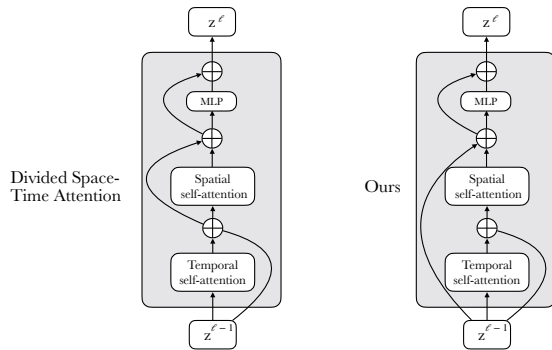 z^ℓ
MLP
Divided Space-
Time Attention
Spatial
self-attention
Temporal
self-attention
z^{ℓ−1}
z^ℓ
MLP
Ours
Spatial
self-attention
Temporal
self-attention
z^{ℓ−1}